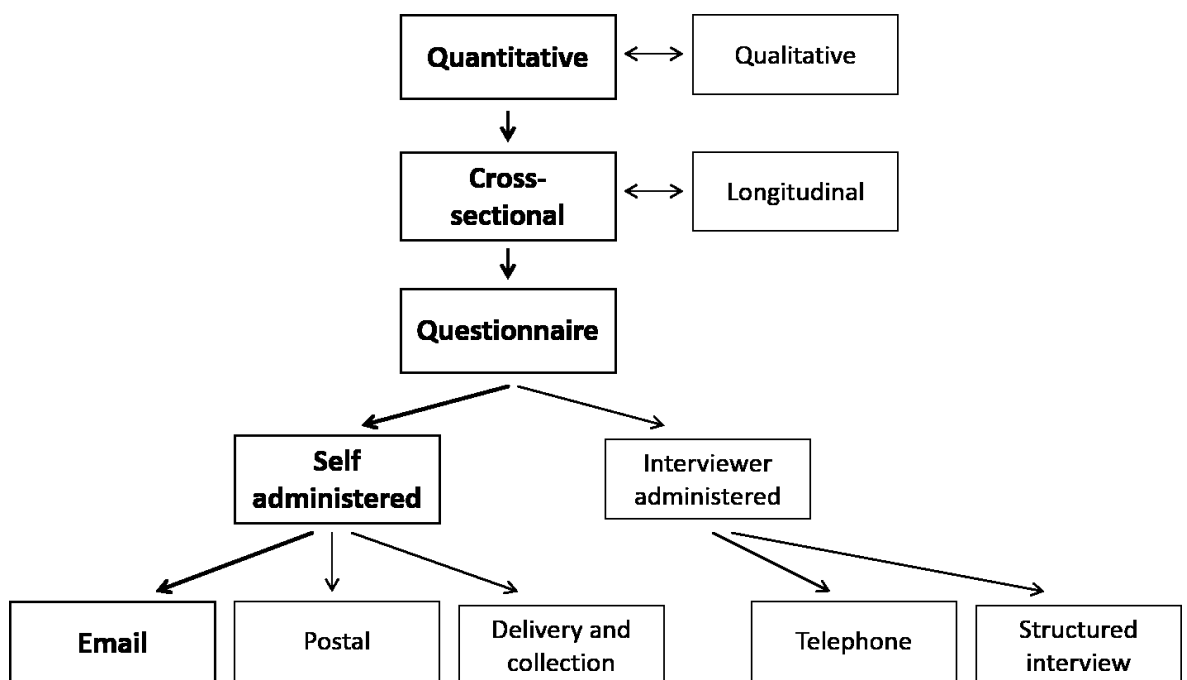 Quantitative
Qualitative
Cross-
sectional
Longitudinal
Questionnaire
Self
administered
Interviewer
administered
Email
Postal
Delivery and
collection
Telephone
Structured
interview